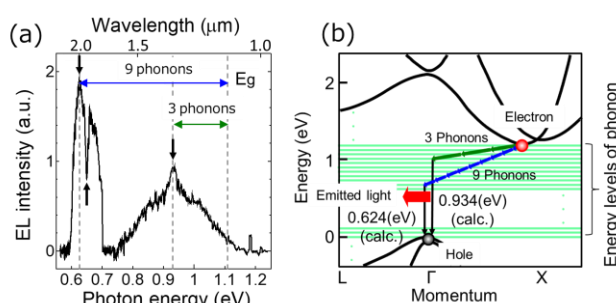 (a)
Wavelength (μm)
2.0
1.0
9 phonons
Eg
3 phonons
EL intensity (a.u.)
2
1
0
0.6 0.7 0.8 0.9 1.0 1.1 1.2
Photon energy (eV)
(b)
Energy (eV)
2
1
0
Electron
3 Phonons
9 Phonons
Emitted light
0.624(eV)
(calc.)
0.934(eV)
(calc.)
Hole
L Γ X
Momentum
Energy levels of phonon